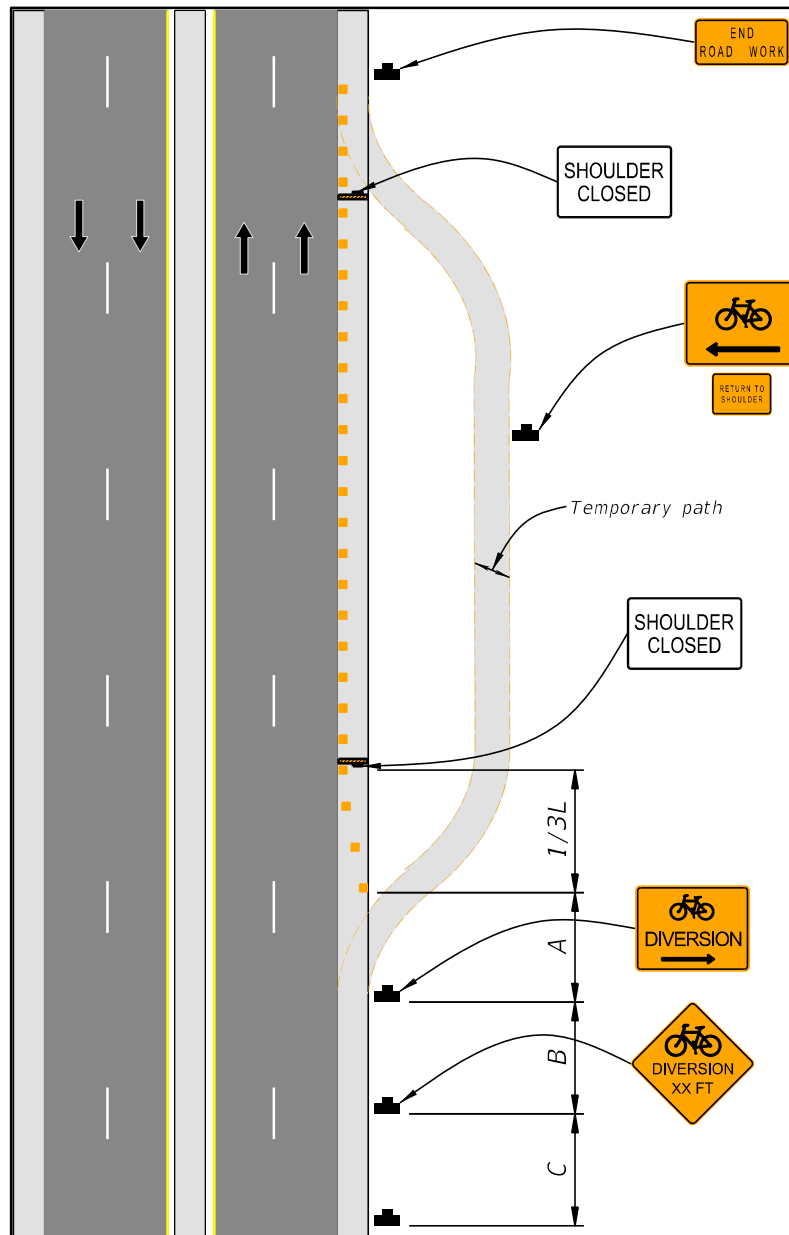 END
ROAD WORK
SHOULDER
CLOSED
RETURN TO
SHOULDER
Temporary path
SHOULDER
CLOSED
1/3L
A
DIVERSION
B
DIVERSION
XX FT
C